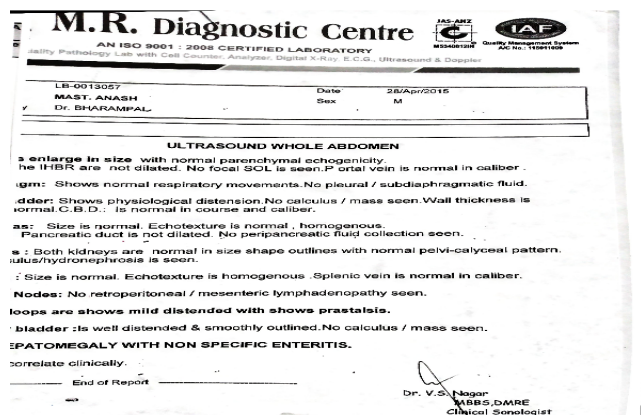 M.R. Diagnostic Centre
JAS-ANZ
IAF
AN ISO 9001 : 2008 CERTIFIED LABORATORY
Quality Management System
Pathology Lab with Cell Counter, Analyzer, Digital X-Ray, E.C.G., Ultrasound & Doppler
LB-0013057
Date 28/Apr/2015
MAST. ANASH
Sex M
Dr. BHARAMPAL
ULTRASOUND WHOLE ABDOMEN
enlarge in size with normal parenchymal echogenicity.
IHBR are not dilated. No focal SOL is seen.P ortal vein is normal in caliber .
Shows normal respiratory movements.No pleural / subdiaphragmatic fluid.
Shows physiological distension.No calculus / mass seen.Wall thickness is
C.B.D.: Is normal in course and caliber.
Size is normal. Echotexture is normal , homogenous.
Pancreatic duct is not dilated. No peripancreatic fluid collection seen.
: Both kidneys are normal in size shape outlines with normal pelvi-calyceal pattern.
/hydronephrosis is seen.
: Size is normal. Echotexture is homogenous .Splenic vein is normal in caliber.
Nodes: No retroperitoneal / mesenteric lymphadenopathy seen.
loops are shows mild distended with shows prastalsis.
bladder :Is well distended & smoothly outlined.No calculus / mass seen.
EPATOMEGALY WITH NON SPECIFIC ENTERITIS.
correlate clinically.
End of Report
Dr. V.S. Nagar
MBBS,DMRE
Clinical Sonologist